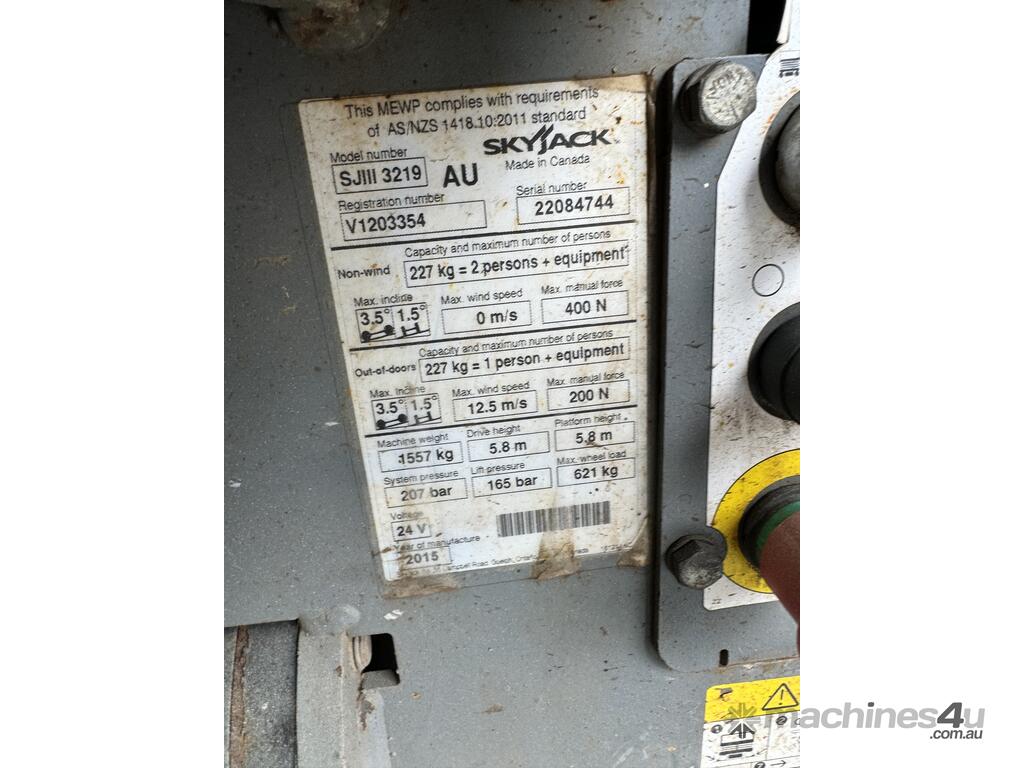 This MEWP complies with requirements
of AS/NZS 1418.10:2011 standard
SKYJACK
Made in Canada
Model number
SJIII 3219 AU
Registration number
V1203354
Serial number
22084744
Capacity and maximum number of persons
Non-wind 227 kg = 2 persons + equipment
Max. incline Max. wind speed Max. manual force
3.5° 1.5° 0 m/s 400 N
Capacity and maximum number of persons
Out-of-doors 227 kg = 1 person + equipment
Max. incline Max. wind speed Max. manual force
3.5° 1.5° 12.5 m/s 200 N
Machine weight Drive height Platform height
1557 kg 5.8 m 5.8 m
System pressure Lift pressure Max. wheel load
207 bar 165 bar 621 kg
Voltage
24 V
Year of manufacture
2015
Campbell Road, Guelph,
machines4u
.com.au